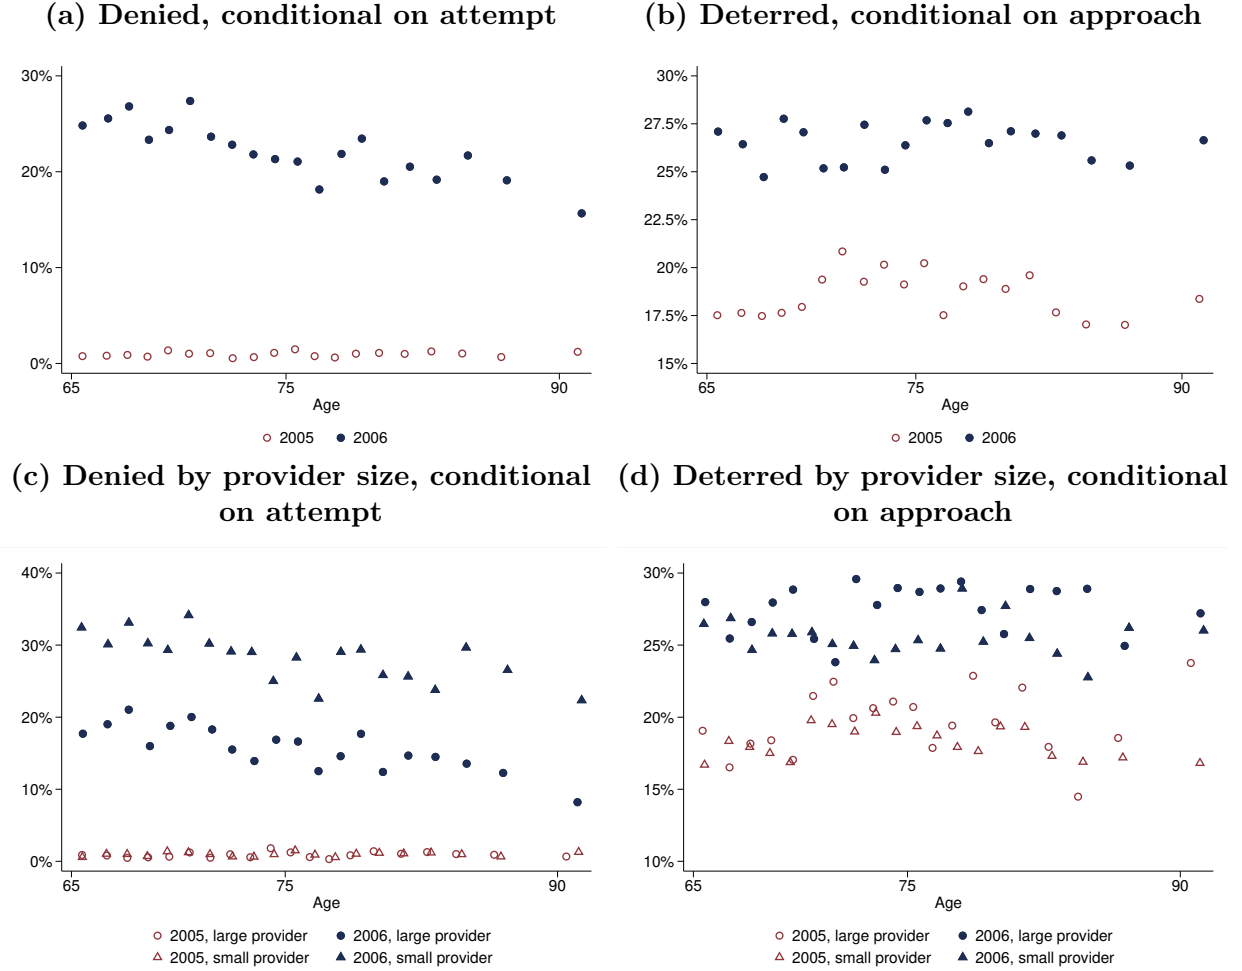 (a) Denied, conditional on attempt
30%
20%
10%
0%
65 75 90
Age
2005 2006
(b) Deterred, conditional on approach
30%
27.5%
25%
22.5%
20%
17.5%
15%
65 75 90
Age
2005 2006
(c) Denied by provider size, conditional
on attempt
40%
30%
20%
10%
0%
65 75 90
Age
2005, large provider 2006, large provider
2005, small provider 2006, small provider
(d) Deterred by provider size, conditional
on approach
30%
25%
20%
15%
10%
65 75 90
Age
2005, large provider 2006, large provider
2005, small provider 2006, small provider